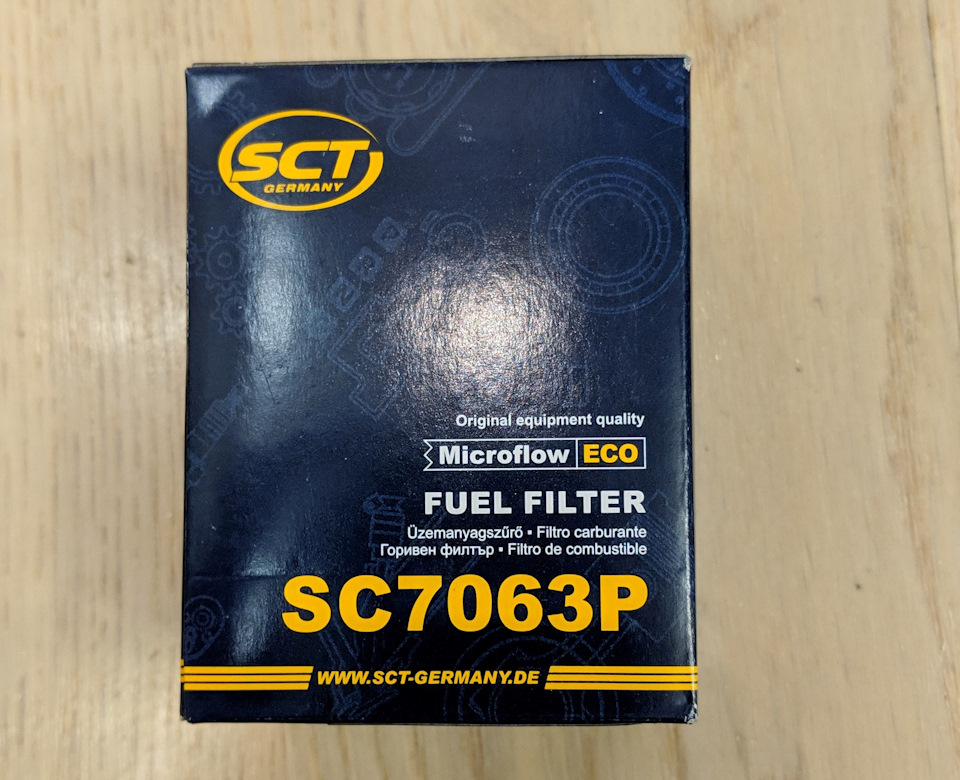 SCT
GERMANY
Original equipment quality
Microflow ECO
FUEL FILTER
Üzemanyagszűrő ▪ Filtro carburante
Горивен филтър ▪ Filtro de combustible
SC7063P
WWW.SCT-GERMANY.DE